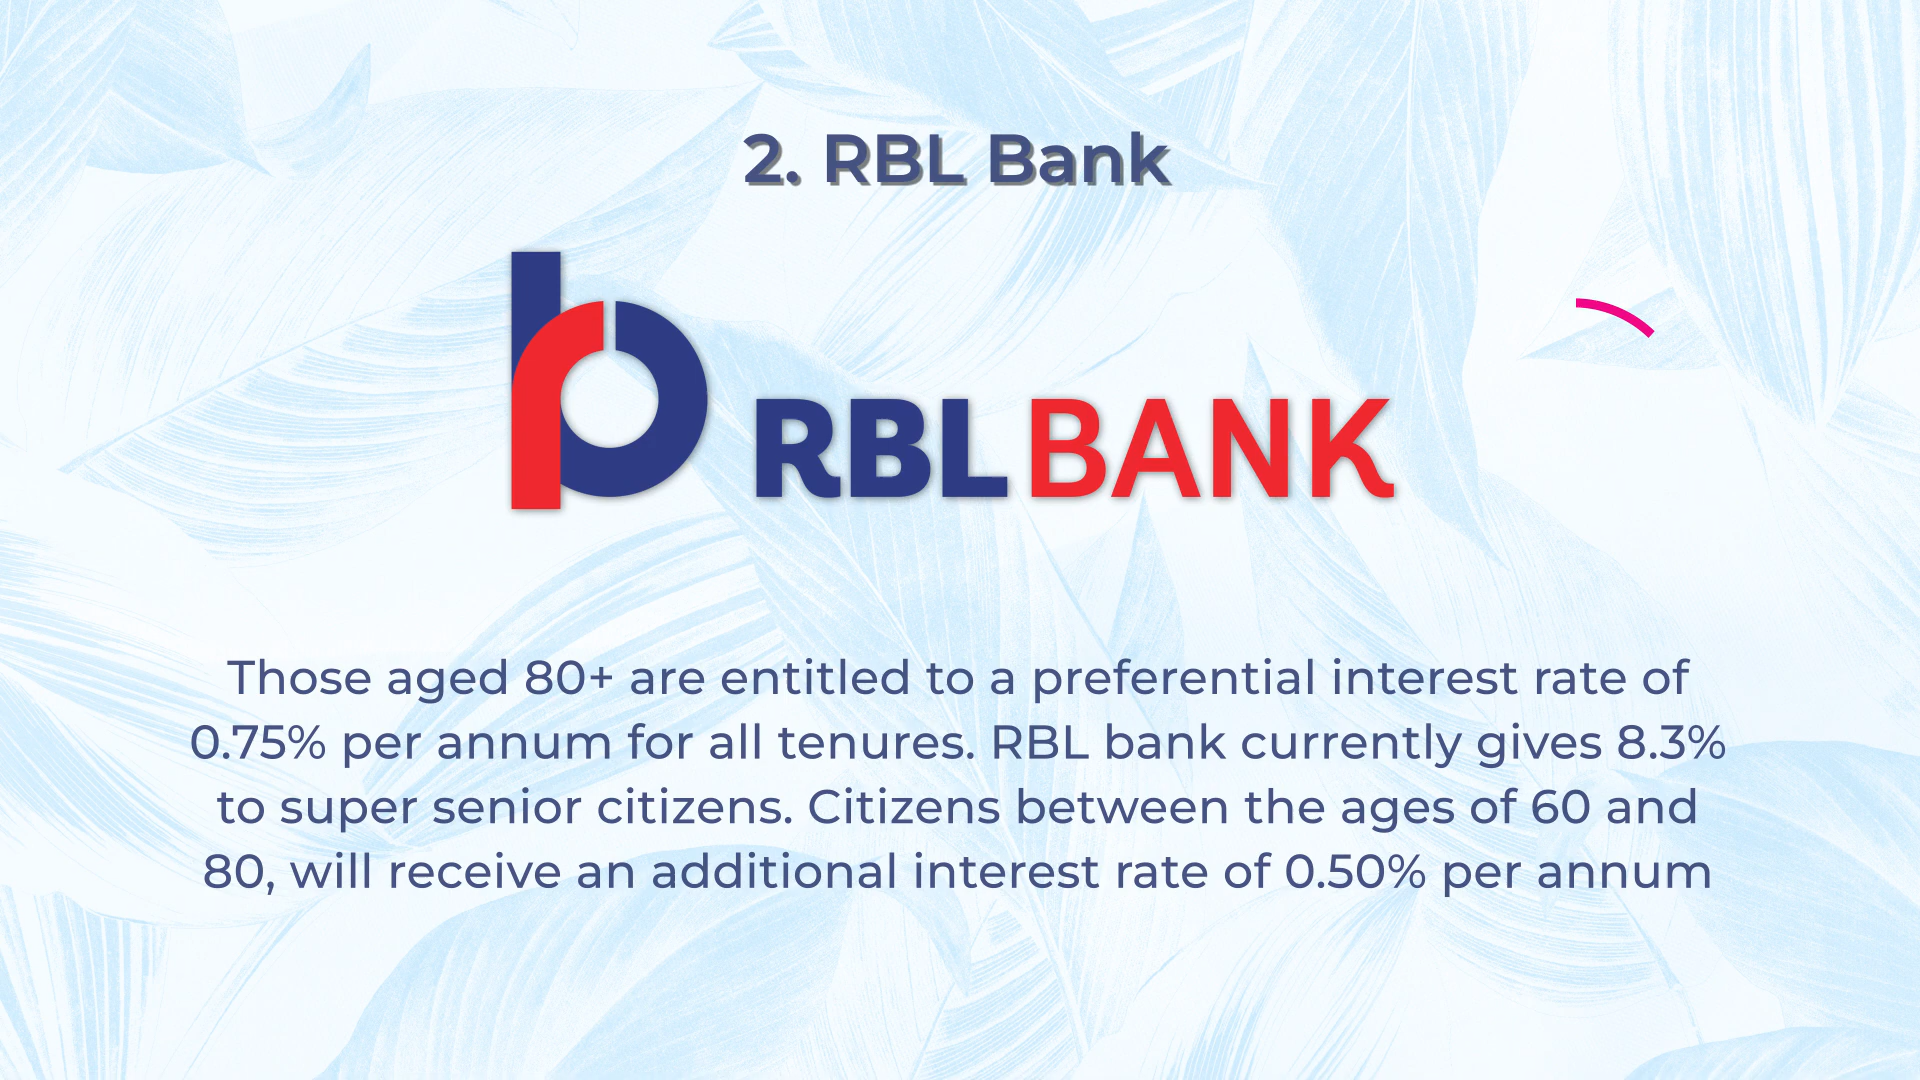 2. RBL Bank
RBL BANK
Those aged 80+ are entitled to a preferential interest rate of
0.75% per annum for all tenures. RBL bank currently gives 8.3%
to super senior citizens. Citizens between the ages of 60 and
80, will receive an additional interest rate of 0.50% per annum